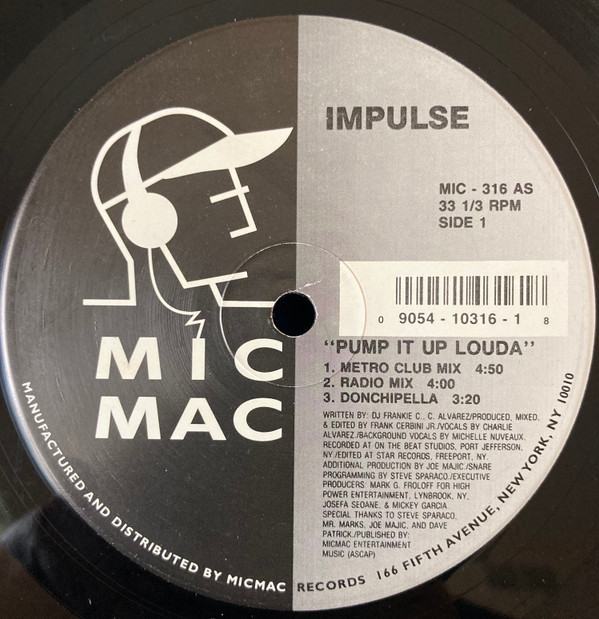 IMPULSE
MIC - 316 AS
33 1/3 RPM
SIDE 1
0 9054 - 10316 - 1 8
MIC
MAC
“PUMP IT UP LOUDA”
1. METRO CLUB MIX 4:50
2. RADIO MIX 4:00
3. DONCHIPELLA 3:20
WRITTEN BY: DJ FRANKIE C., C. ALVAREZ/PRODUCED, MIXED,
& EDITED BY FRANK CERBINI JR./VOCALS BY CHARLIE
ALVAREZ./BACKGROUND VOCALS BY MICHELLE NUVEAUX.
RECORDED AT ON THE BEAT STUDIOS, PORT JEFFERSON,
NY./EDITED AT STAR RECORDS, FREEPORT, NY.
ADDITIONAL PRODUCTION BY JOE MAJIC./SNARE
PROGRAMMING BY STEVE SPARACO./EXECUTIVE
PRODUCERS: MARK G. FROLOFF FOR HIGH
POWER ENTERTAINMENT, LYNBROOK, NY.
JOSEFA SEOANE, & MICKEY GARCIA
SPECIAL THANKS TO STEVE SPARACO,
MR. MARKS, JOE MAJIC, AND DAVE
PATRICK./PUBLISHED BY:
MICMAC ENTERTAINMENT
MUSIC (ASCAP)
MANUFACTURED AND DISTRIBUTED BY MICMAC RECORDS 166 FIFTH AVENUE, NEW YORK, NY 10010